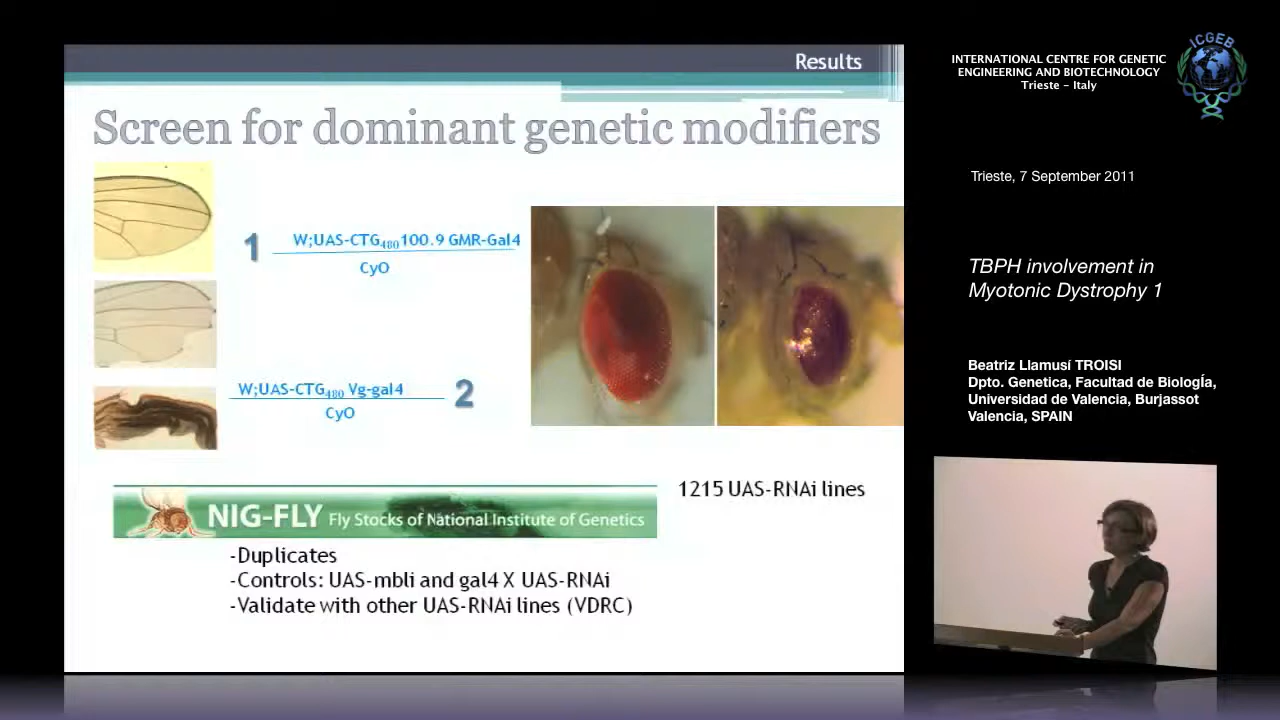 Results
Screen for dominant genetic modifiers
1
W;UAS-CTG480100.9 GMR-Gal4
CyO
W;UAS-CTG480 Vg-gal4
CyO
2
NIG-FLY Fly Stocks of National Institute of Genetics
1215 UAS-RNAi lines
-Duplicates
-Controls: UAS-mbli and gal4 X UAS-RNAi
-Validate with other UAS-RNAi lines (VDRC)
INTERNATIONAL CENTRE FOR GENETIC
ENGINEERING AND BIOTECHNOLOGY
Trieste - Italy
ICGEB
Trieste, 7 September 2011
TBPH involvement in
Myotonic Dystrophy 1
Beatriz Llamusí TROISI
Dpto. Genetica, Facultad de BiologÍa,
Universidad de Valencia, Burjassot
Valencia, SPAIN